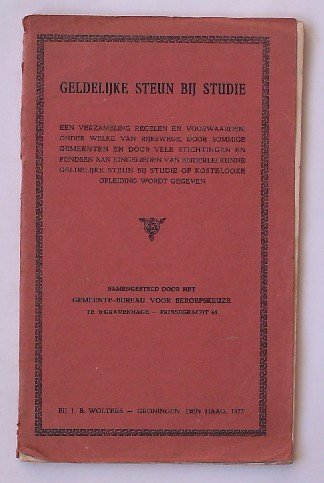 GELDELIJKE STEUN BIJ STUDIE
EEN VERZAMELING REGELEN EN VOORWAARDEN,
ONDER WELKE VAN RIJKSWEGE, DOOR SOMMIGE
GEMEENTEN EN DOOR VELE STICHTINGEN EN
FONDSEN AAN JONGELIEDEN VAN BEIDERLEI KUNNE
GELDELIJKE STEUN BIJ STUDIE OF KOSTELOOZE
OPLEIDING WORDT GEGEVEN
SAMENGESTELD DOOR HET
GEMEENTE-BUREAU VOOR BEROEPSKEUZE
TE 'S-GRAVENHAGE – PRINSEGRACHT
BIJ J. B. WOLTERS — GRONINGEN, DEN HAAG, 1923